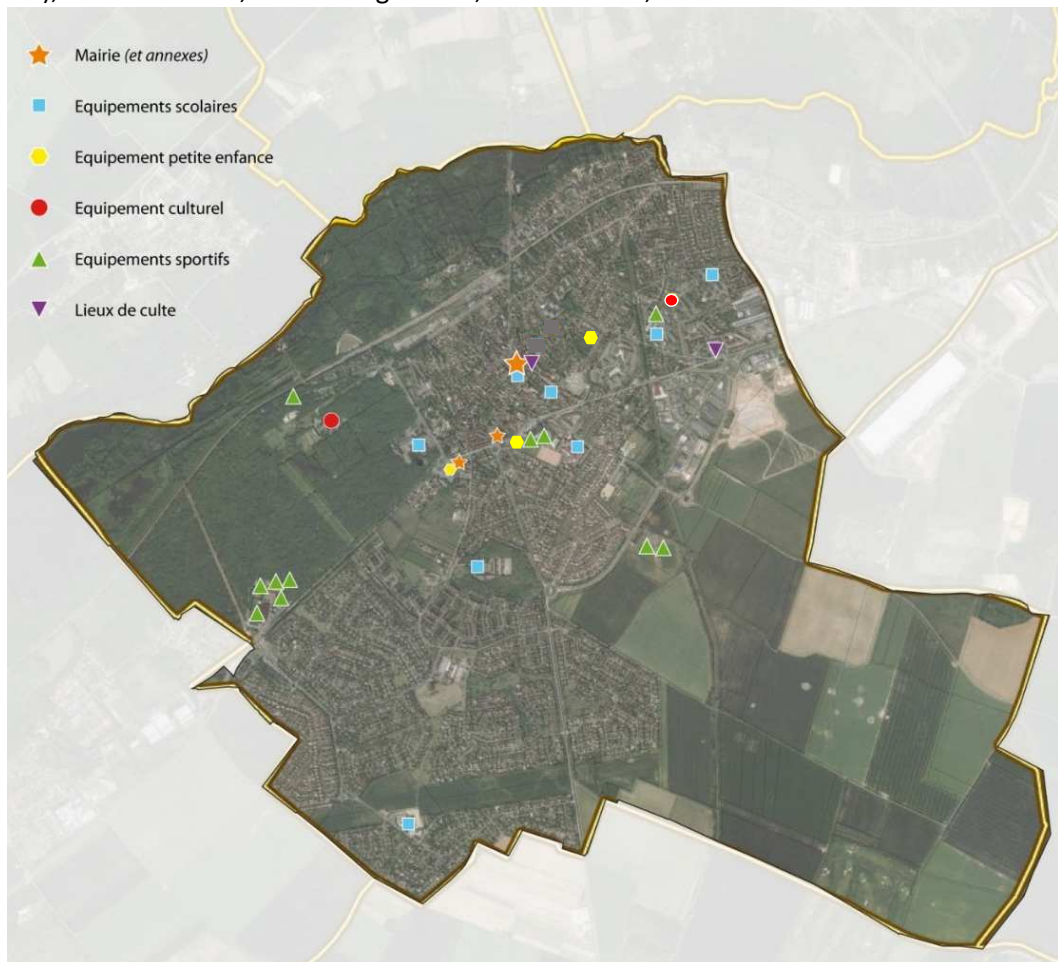 Mairie (et annexes)
Equipements scolaires
Equipement petite enfance
Equipement culturel
Equipements sportifs
Lieux de culte